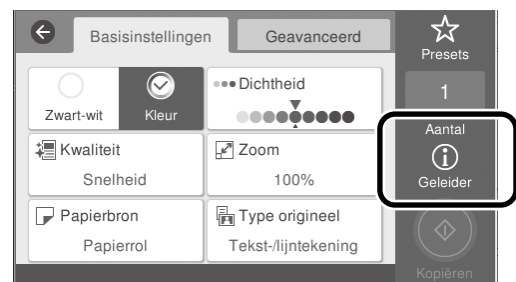 Basisinstellingen
Geavanceerd
Presets
Zwart-wit
Kleur
Dichtheid
1
Aantal
Kwaliteit
Snelheid
Zoom
100%
Geleider
Papierbron
Papierrol
Type origineel
Tekst-/lijntekening
Kopiëren